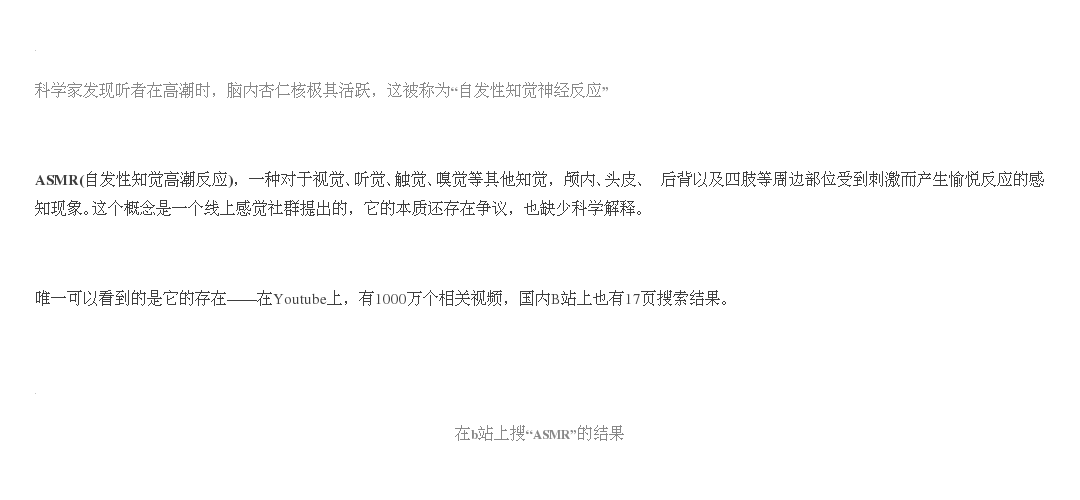 科学家发现听者在高潮时，脑内杏仁核极其活跃，这被称为“自发性知觉神经反应”
ASMR(自发性知觉高潮反应)，一种对于视觉、听觉、触觉、嗅觉等其他知觉，颅内、头皮、 后背以及四肢等周边部位受到刺激而产生愉悦反应的感
知现象。这个概念是一个线上感觉社群提出的，它的本质还存在争议，也缺少科学解释。
唯一可以看到的是它的存在——在Youtube上，有1000万个相关视频，国内B站上也有17页搜索结果。
在b站上搜“ASMR”的结果